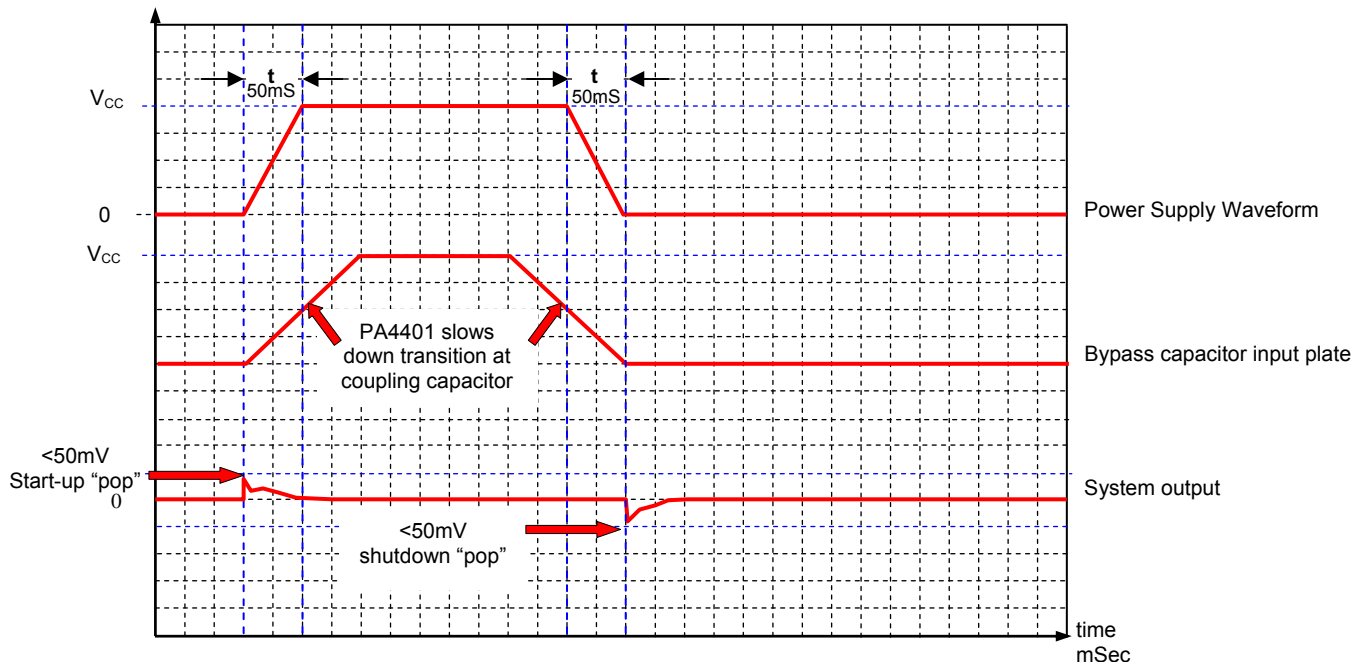 t
50mS
t
50mS
VCC
0
Power Supply Waveform
VCC
PA4401 slows
down transition at
coupling capacitor
Bypass capacitor input plate
<50mV
Start-up “pop”
0
System output
<50mV
shutdown “pop”
time
mSec